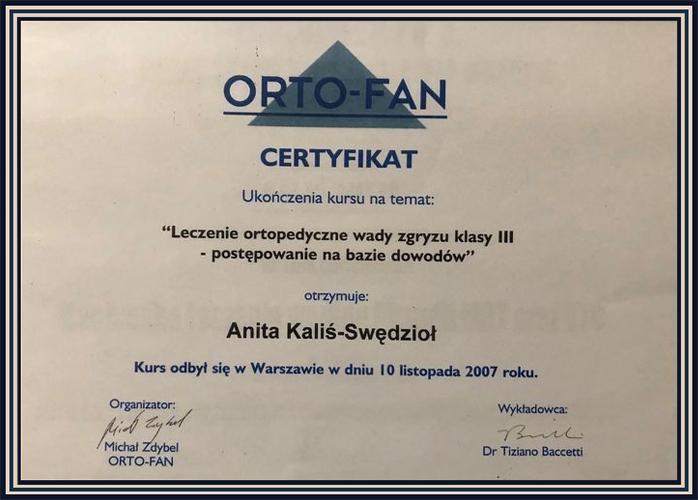 ORTO-FAN
CERTYFIKAT
Ukończenia kursu na temat:
“Leczenie ortopedyczne wady zgryzu klasy III
- postępowanie na bazie dowodów”
otrzymuje:
Anita Kaliś-Swędzioł
Kurs odbył się w Warszawie w dniu 10 listopada 2007 roku.
Organizator:
Michał Zdybel
ORTO-FAN
Wykładowca:
Dr Tiziano Baccetti